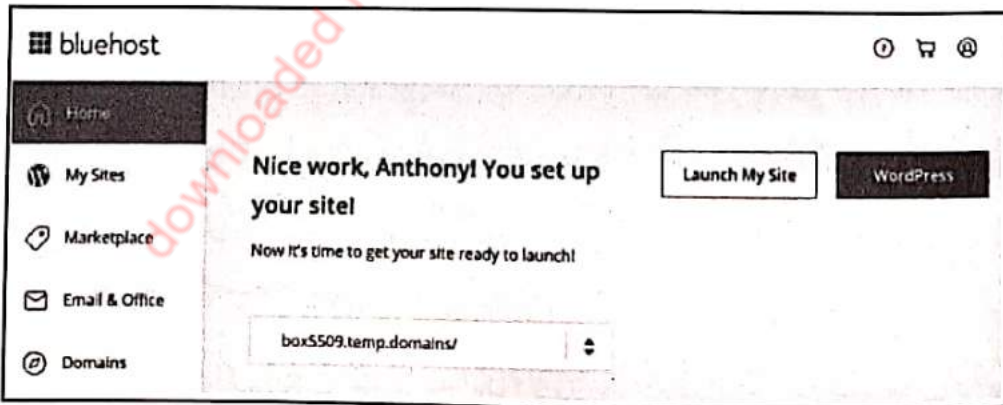 bluehost
Home
My Sites
Marketplace
Email & Office
Domains
Nice work, Anthony! You set up
your site!
Now it's time to get your site ready to launch!
box5509.temp.domains/
Launch My Site
WordPress
downloaded